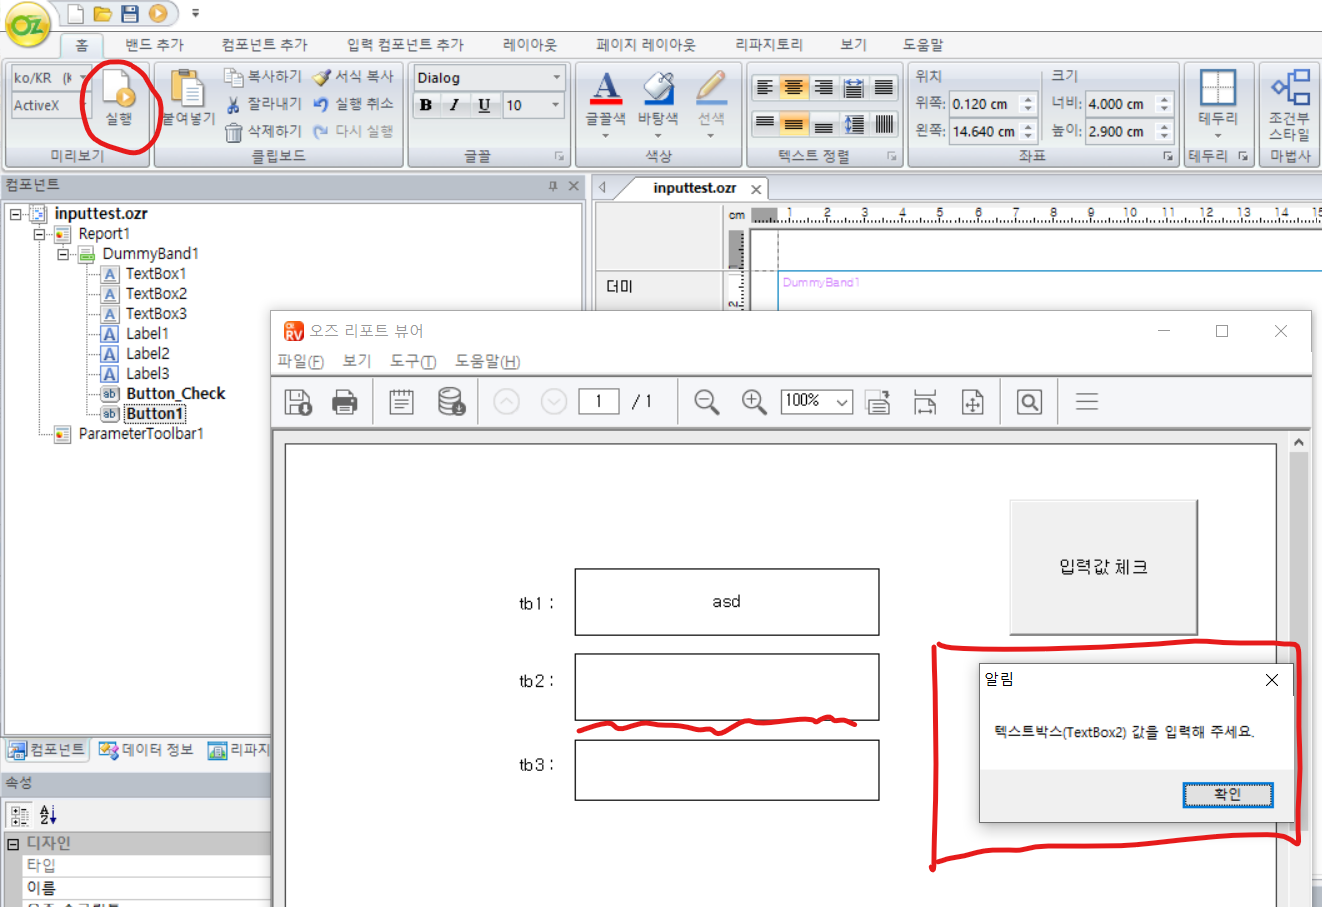 OZ
홈 밴드 추가 컴포넌트 추가 입력 컴포넌트 추가 레이아웃 페이지 레이아웃 리파지토리 보기 도움말
ko/KR (k
ActiveX
실행
미리보기
붙여넣기
복사하기 서식 복사
잘라내기 실행 취소
삭제하기 다시 실행
클립보드
Dialog
B I U 10
글꼴
글꼴색 바탕색 선색
색상
텍스트 정렬
위치 크기
위쪽: 0.120 cm 너비: 4.000 cm
왼쪽: 14.640 cm 높이: 2.900 cm
좌표
테두리
테두리
조건부
스타일
마법사
컴포넌트
inputtest.ozr
Report1
DummyBand1
TextBox1
TextBox2
TextBox3
Label1
Label2
Label3
Button_Check
Button1
ParameterToolbar1
inputtest.ozr
cm 1 2 3 4 5 6 7 8 9 10 11 12 13 14 15
더미
2
DummyBand1
오즈 리포트 뷰어
파일(F) 보기 도구(T) 도움말(H)
1 / 1 100%
입력값 체크
tb1 : asd
tb2 :
tb3 :
알림
텍스트박스(TextBox2) 값을 입력해 주세요.
확인
컴포넌트 데이터 정보 리파지
속성
디자인
타입
이름